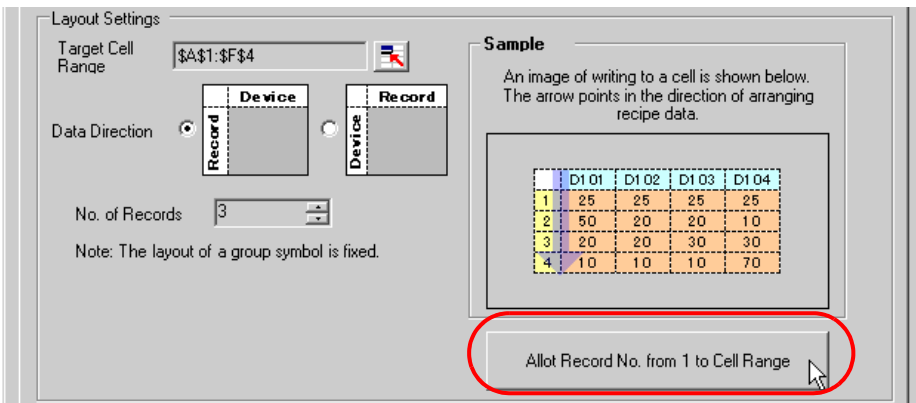 Layout Settings
Target Cell
Range
$A$1:$F$4
Data Direction
Device
Record
Record
Device
No. of Records
3
Note: The layout of a group symbol is fixed.
Sample
An image of writing to a cell is shown below.
The arrow points in the direction of arranging
recipe data.
D101 D102 D103 D104
1 25 25 25 25
2 50 20 20 10
3 20 20 30 30
4 10 10 10 70
Allot Record No. from 1 to Cell Range